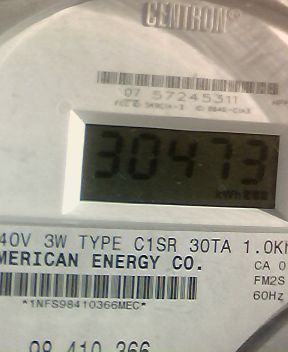 CENTRON®
07 57245311
30473
kWh
40V 3W TYPE C1SR 30TA 1.0Kh
MERICAN ENERGY CO.
CA 0
FM2S
60Hz
*1NFS98410366MEC*
98 410 366